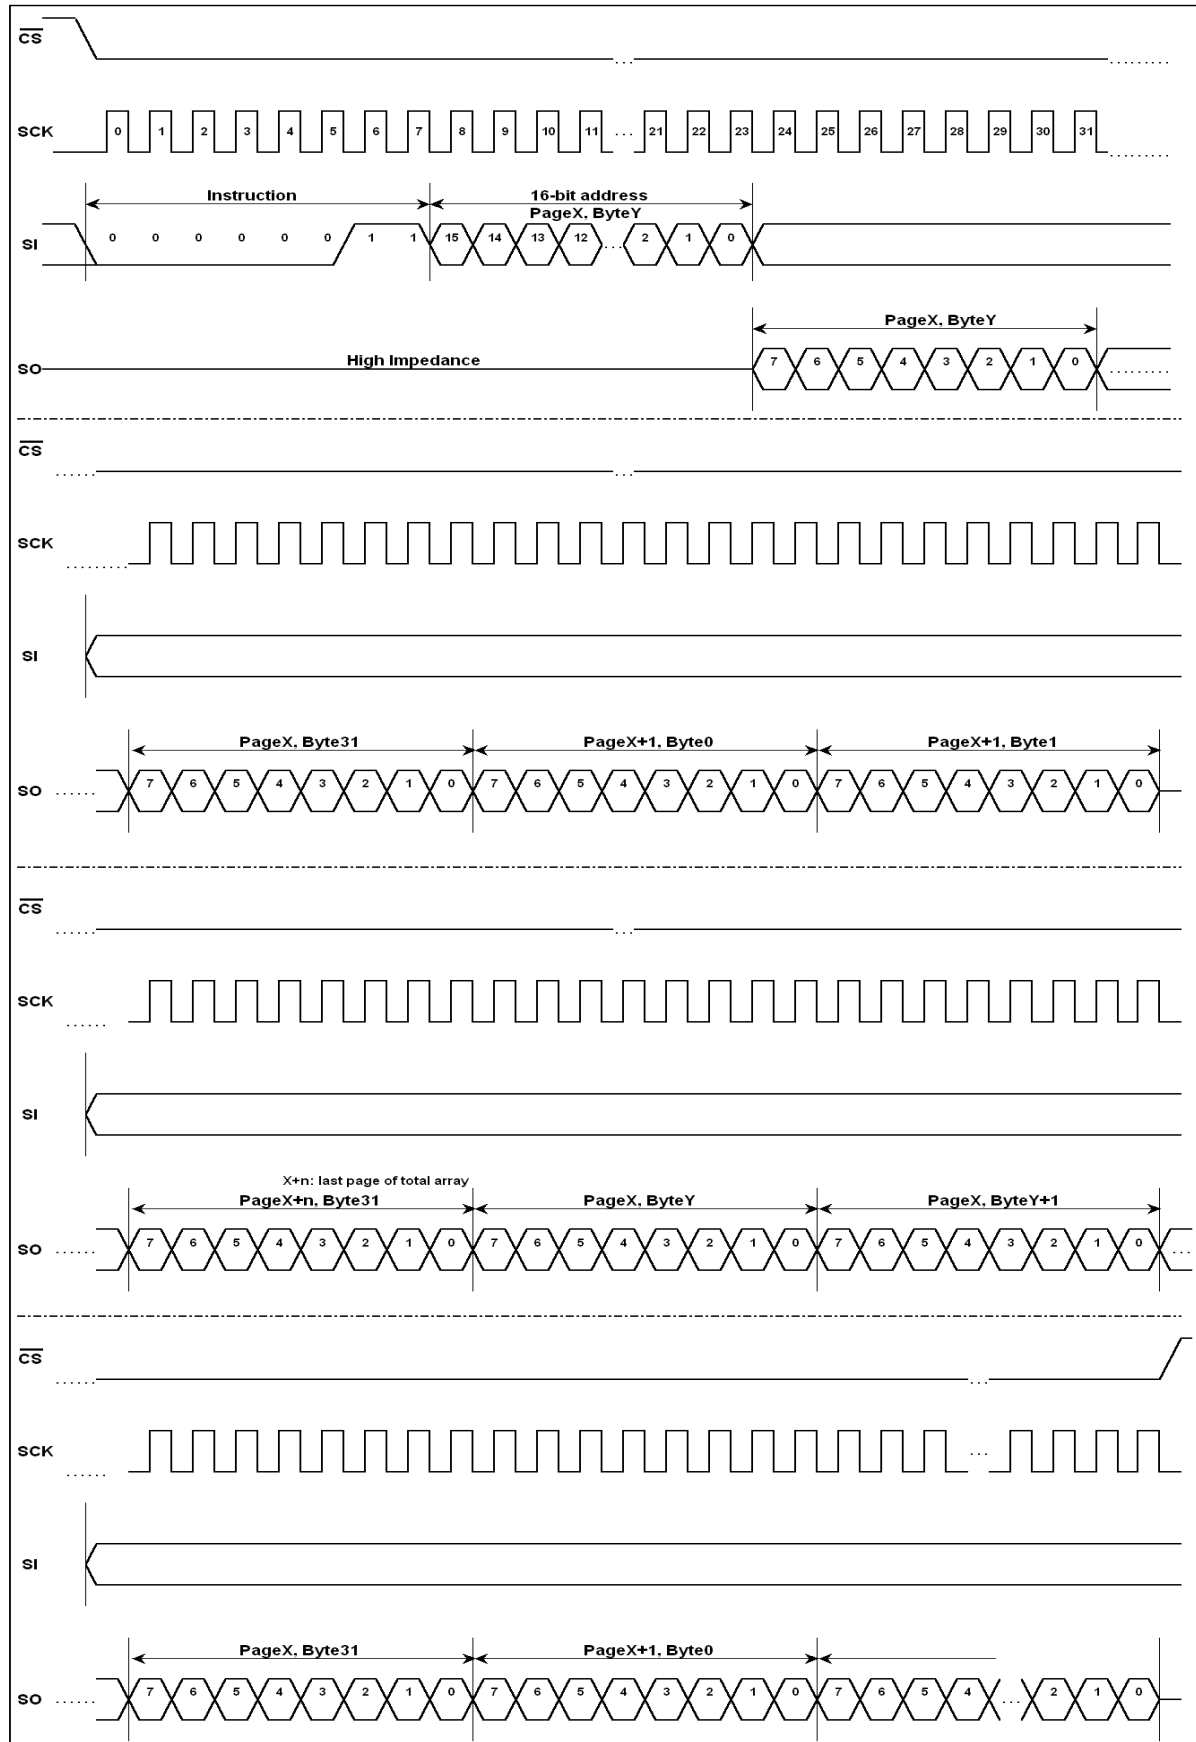 CS
SCK 0 1 2 3 4 5 6 7 8 9 10 11 ... 21 22 23 24 25 26 27 28 29 30 31
Instruction 16-bit address
PageX, ByteY
SI 0 0 0 0 0 0 1 1 15 14 13 12 ... 2 1 0
PageX, ByteY
SO High Impedance 7 6 5 4 3 2 1 0
CS
SCK
SI
PageX, Byte31 PageX+1, Byte0 PageX+1, Byte1
SO 7 6 5 4 3 2 1 0 7 6 5 4 3 2 1 0 7 6 5 4 3 2 1 0
CS
SCK
SI
X+n: last page of total array
PageX+n, Byte31 PageX, ByteY PageX, ByteY+1
SO 7 6 5 4 3 2 1 0 7 6 5 4 3 2 1 0 7 6 5 4 3 2 1 0 ...
CS
SCK
SI
PageX, Byte31 PageX+1, Byte0
SO 7 6 5 4 3 2 1 0 7 6 5 4 3 2 1 0 7 6 5 4 ... 2 1 0